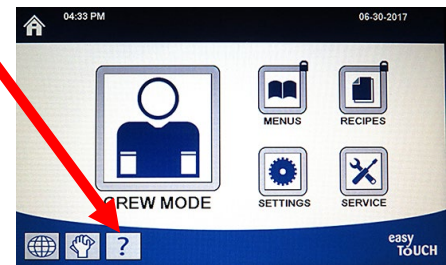 04:33 PM
06-30-2017
MENUS
RECIPES
CREW MODE
SETTINGS
SERVICE
?
easy
TOUCH